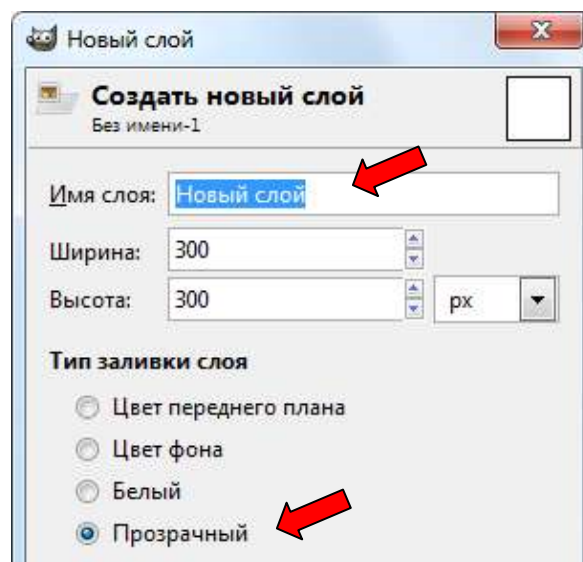 Новый слой
Создать новый слой
Без имени-1
Имя слоя: Новый слой
Ширина: 300
Высота: 300 px
Тип заливки слоя
Цвет переднего плана
Цвет фона
Белый
Прозрачный